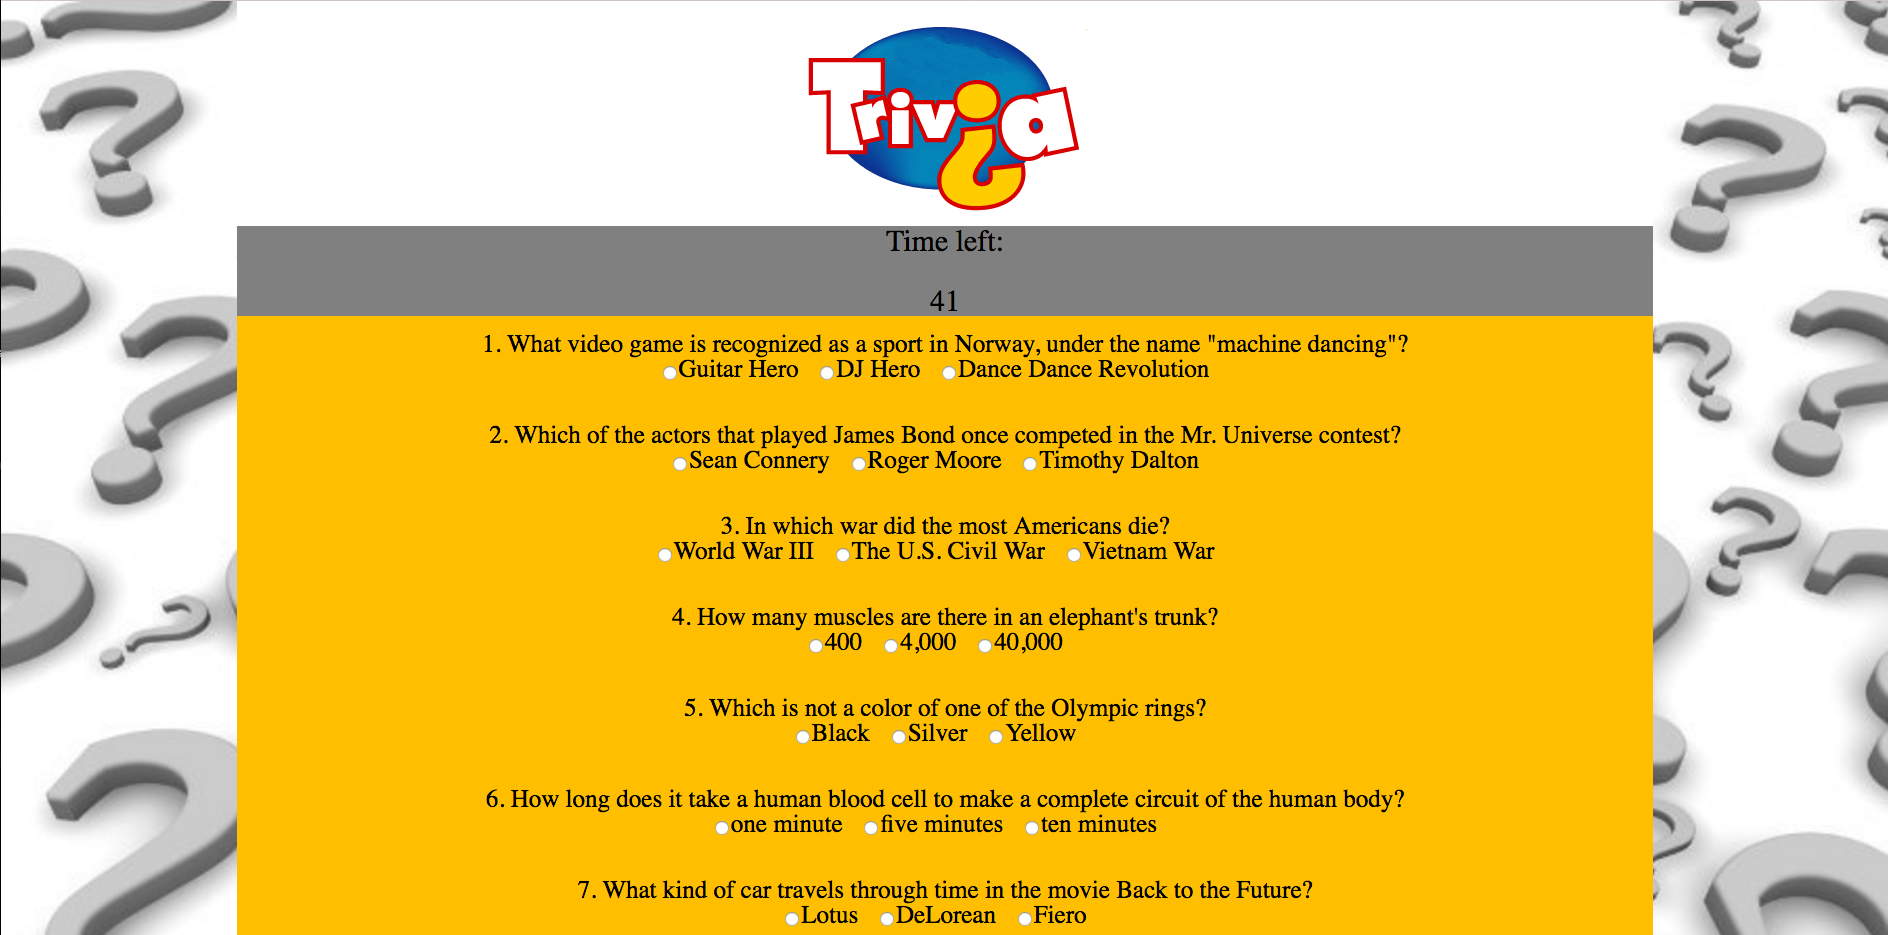 Trivia
Time left:
41
1. What video game is recognized as a sport in Norway, under the name "machine dancing"?
Guitar Hero DJ Hero Dance Dance Revolution
2. Which of the actors that played James Bond once competed in the Mr. Universe contest?
Sean Connery Roger Moore Timothy Dalton
3. In which war did the most Americans die?
World War III The U.S. Civil War Vietnam War
4. How many muscles are there in an elephant's trunk?
400 4,000 40,000
5. Which is not a color of one of the Olympic rings?
Black Silver Yellow
6. How long does it take a human blood cell to make a complete circuit of the human body?
one minute five minutes ten minutes
7. What kind of car travels through time in the movie Back to the Future?
Lotus DeLorean Fiero